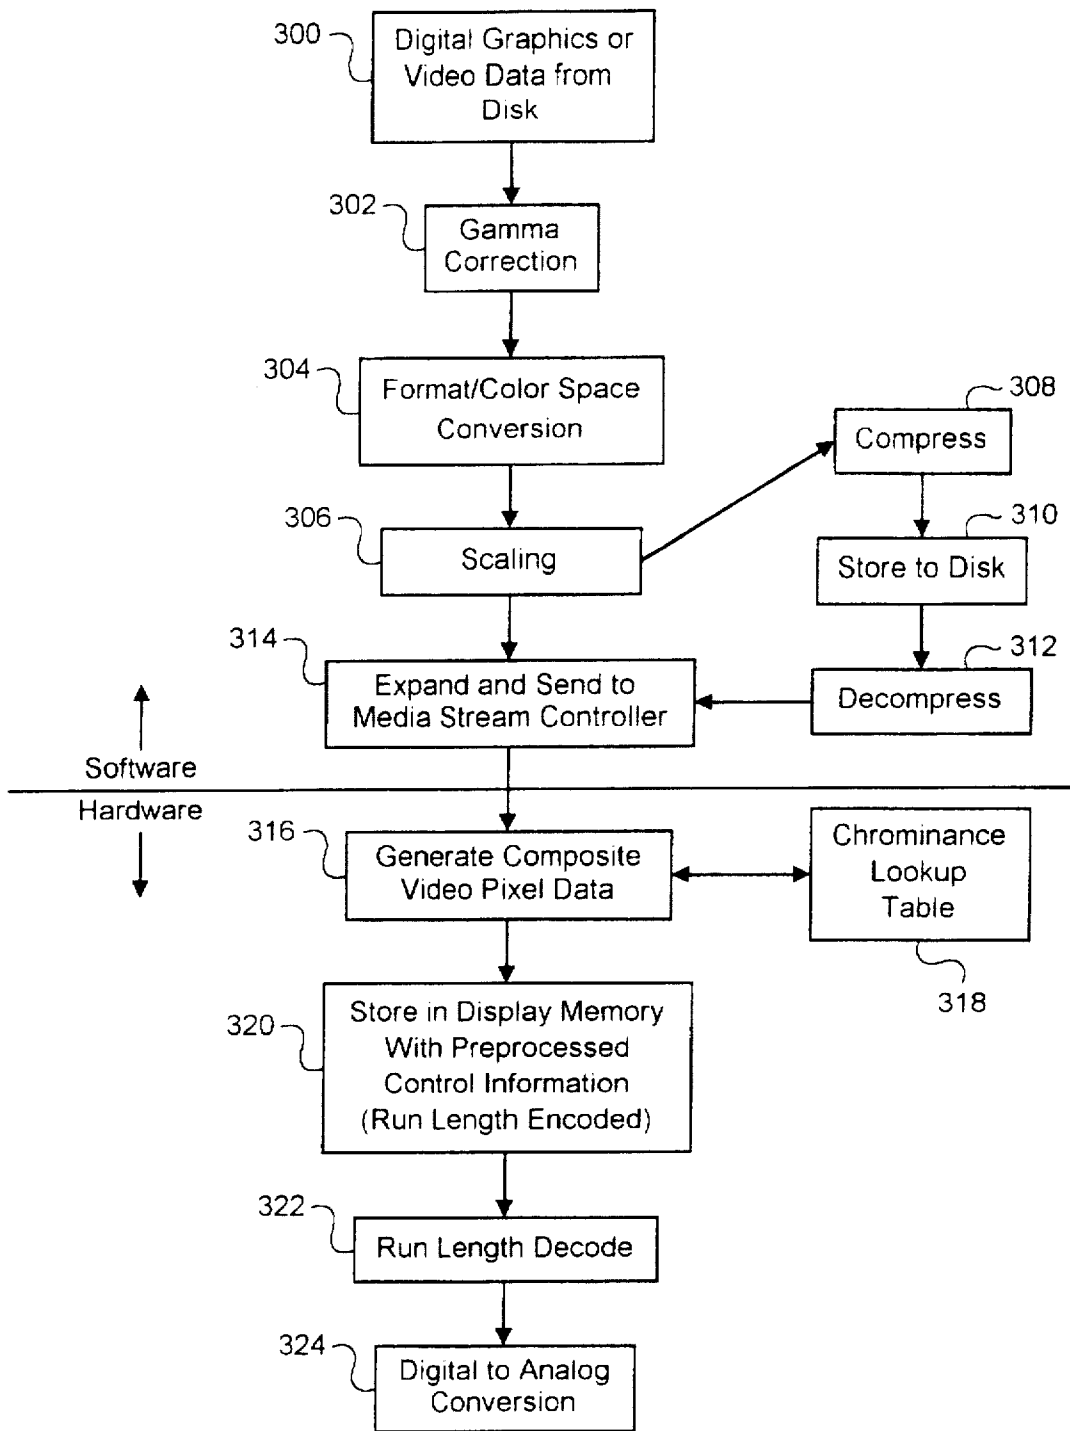 300
Digital Graphics or
Video Data from
Disk
302
Gamma
Correction
304
Format/Color Space
Conversion
308
Compress
306
Scaling
310
Store to Disk
314
Expand and Send to
Media Stream Controller
312
Decompress
Software
Hardware
316
Generate Composite
Video Pixel Data
Chrominance
Lookup
Table
318
320
Store in Display Memory
With Preprocessed
Control Information
(Run Length Encoded)
322
Run Length Decode
324
Digital to Analog
Conversion